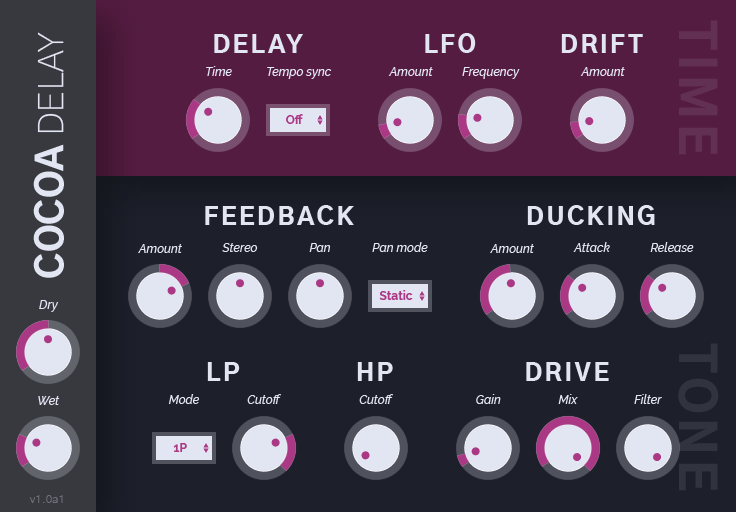 COCOA DELAY
Dry
Wet
v1.0a1
DELAY LFO DRIFT
Time Tempo sync Amount Frequency Amount
Off
TIME
FEEDBACK DUCKING
Amount Stereo Pan Pan mode Amount Attack Release
Static
LP HP DRIVE
Mode Cutoff Cutoff Gain Mix Filter
1P
TONE